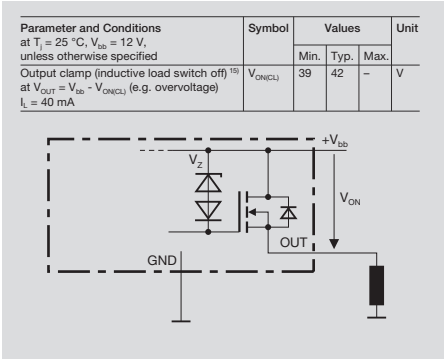 Parameter and Conditions Symbol Values Unit
at Tj = 25 °C, Vbb = 12 V,
unless otherwise specified Min. Typ. Max.
Output clamp (inductive load switch off) 15) VON(CL) 39 42 – V
at VOUT = Vbb - VON(CL) (e.g. overvoltage)
IL = 40 mA
+Vbb
VZ
VON
OUT
GND